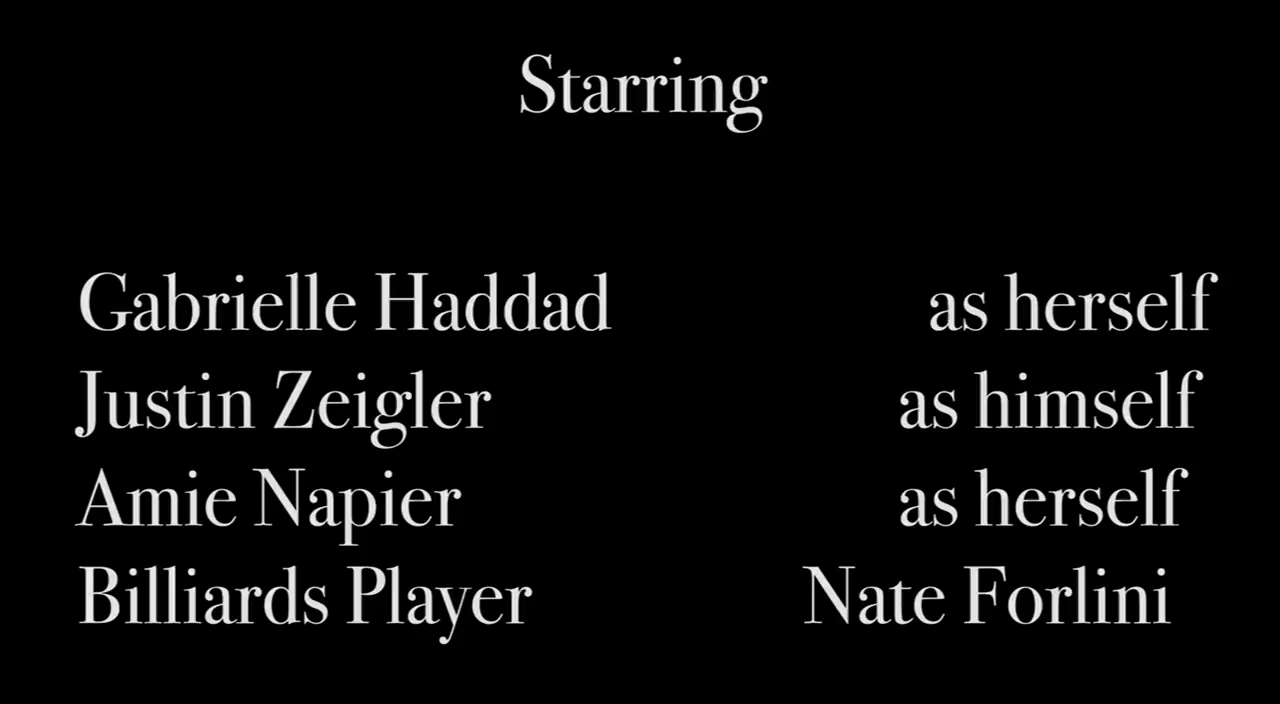 Starring
Gabrielle Haddad as herself
Justin Zeigler as himself
Amie Napier as herself
Billiards Player Nate Forlini